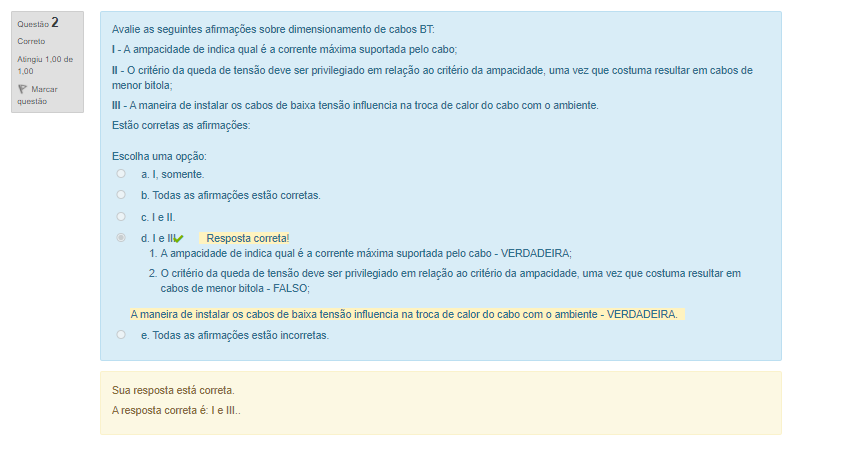 Questão 2
Correto
Atingiu 1,00 de
1,00
Marcar
questão
Avalie as seguintes afirmações sobre dimensionamento de cabos BT:
I - A ampacidade de indica qual é a corrente máxima suportada pelo cabo;
II - O critério da queda de tensão deve ser privilegiado em relação ao critério da ampacidade, uma vez que costuma resultar em cabos de
menor bitola;
III - A maneira de instalar os cabos de baixa tensão influencia na troca de calor do cabo com o ambiente.
Estão corretas as afirmações:
Escolha uma opção:
a. I, somente.
b. Todas as afirmações estão corretas.
c. I e II.
d. I e III. Resposta correta!
1. A ampacidade de indica qual é a corrente máxima suportada pelo cabo - VERDADEIRA;
2. O critério da queda de tensão deve ser privilegiado em relação ao critério da ampacidade, uma vez que costuma resultar em
cabos de menor bitola - FALSO;
A maneira de instalar os cabos de baixa tensão influencia na troca de calor do cabo com o ambiente - VERDADEIRA.
e. Todas as afirmações estão incorretas.
Sua resposta está correta.
A resposta correta é: I e III..